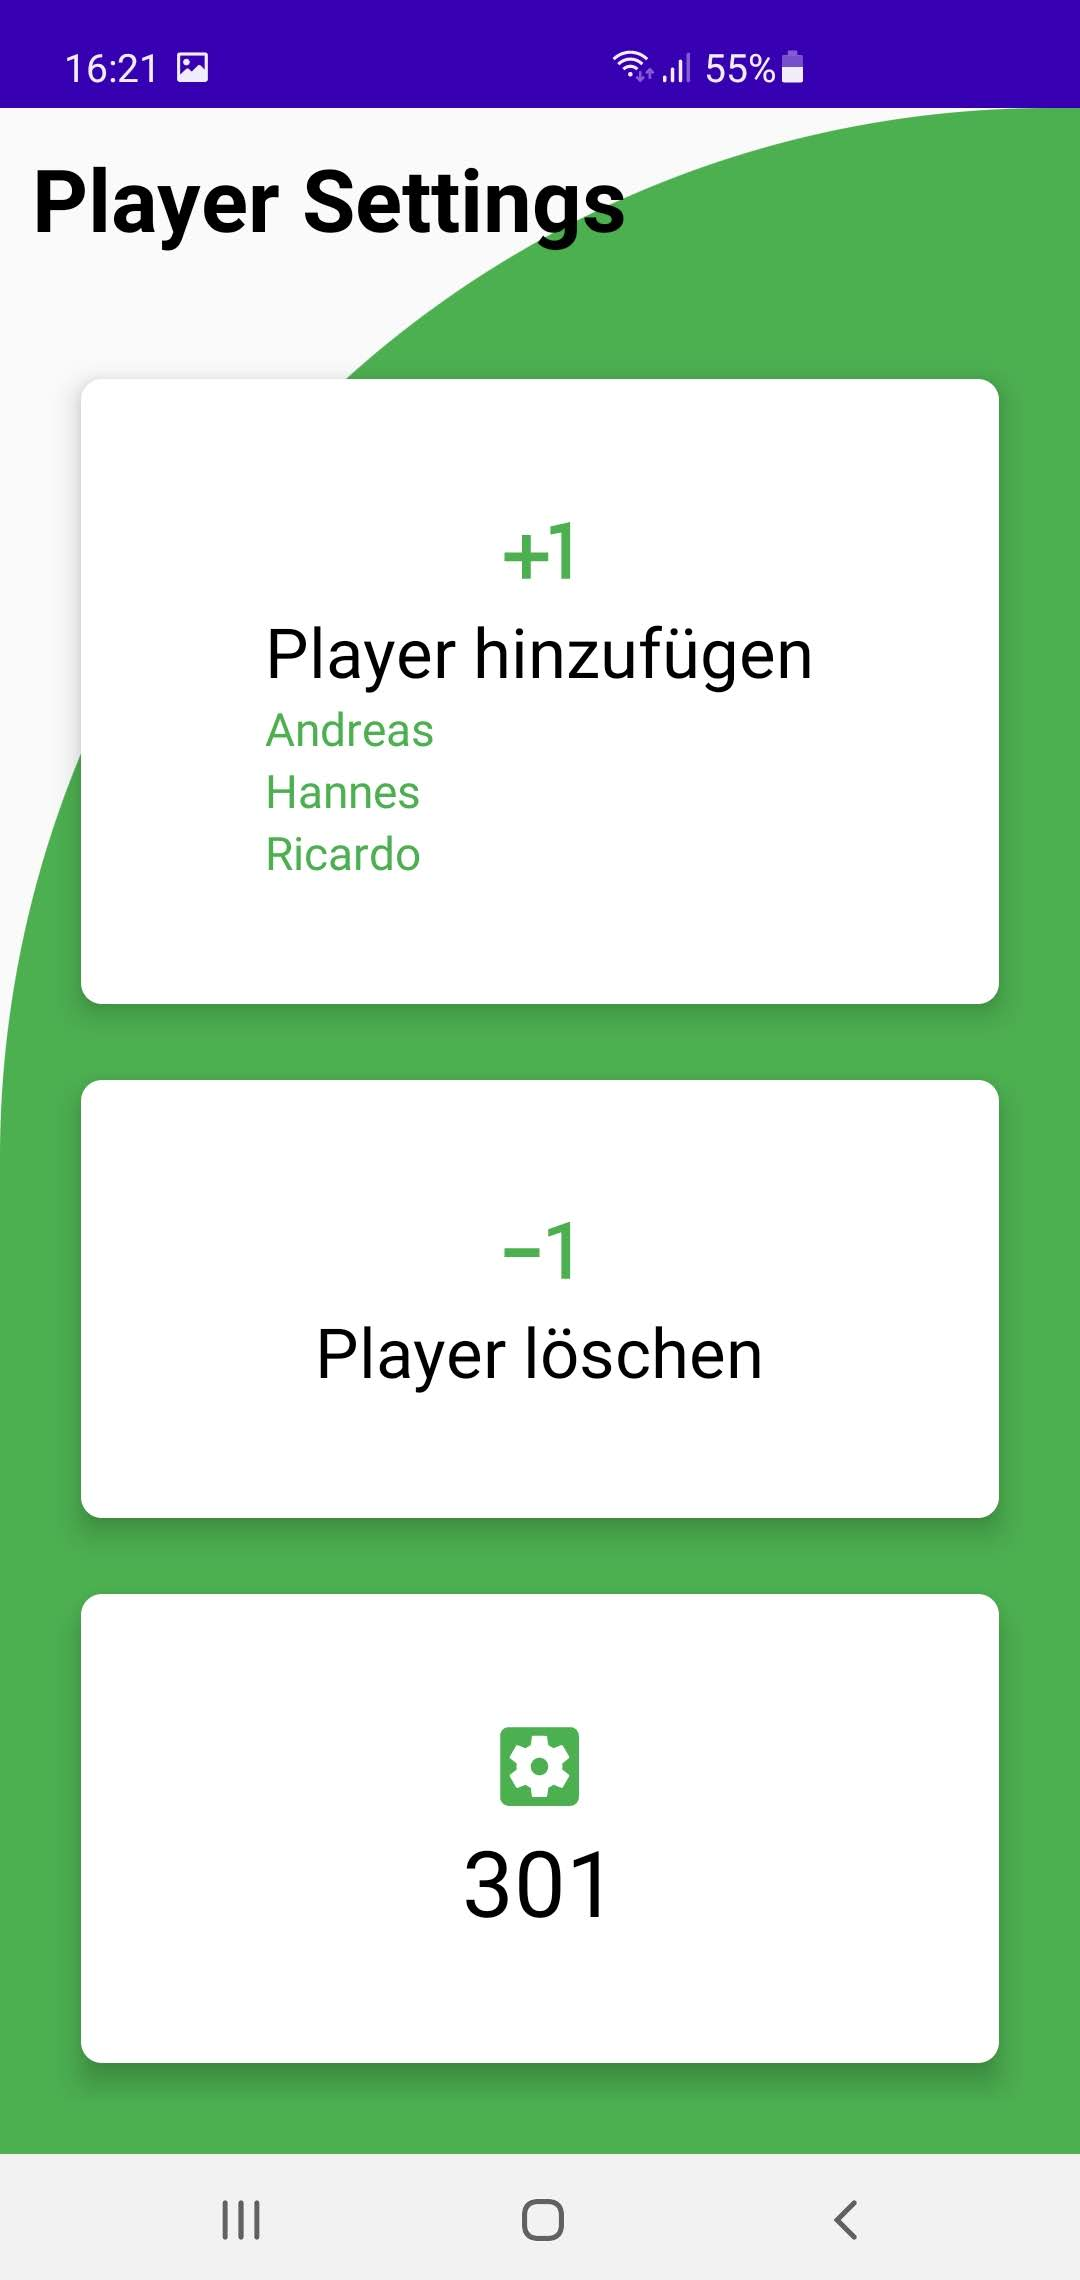 16:21 55%
Player Settings
+1
Player hinzufügen
Andreas
Hannes
Ricardo
-1
Player löschen
301